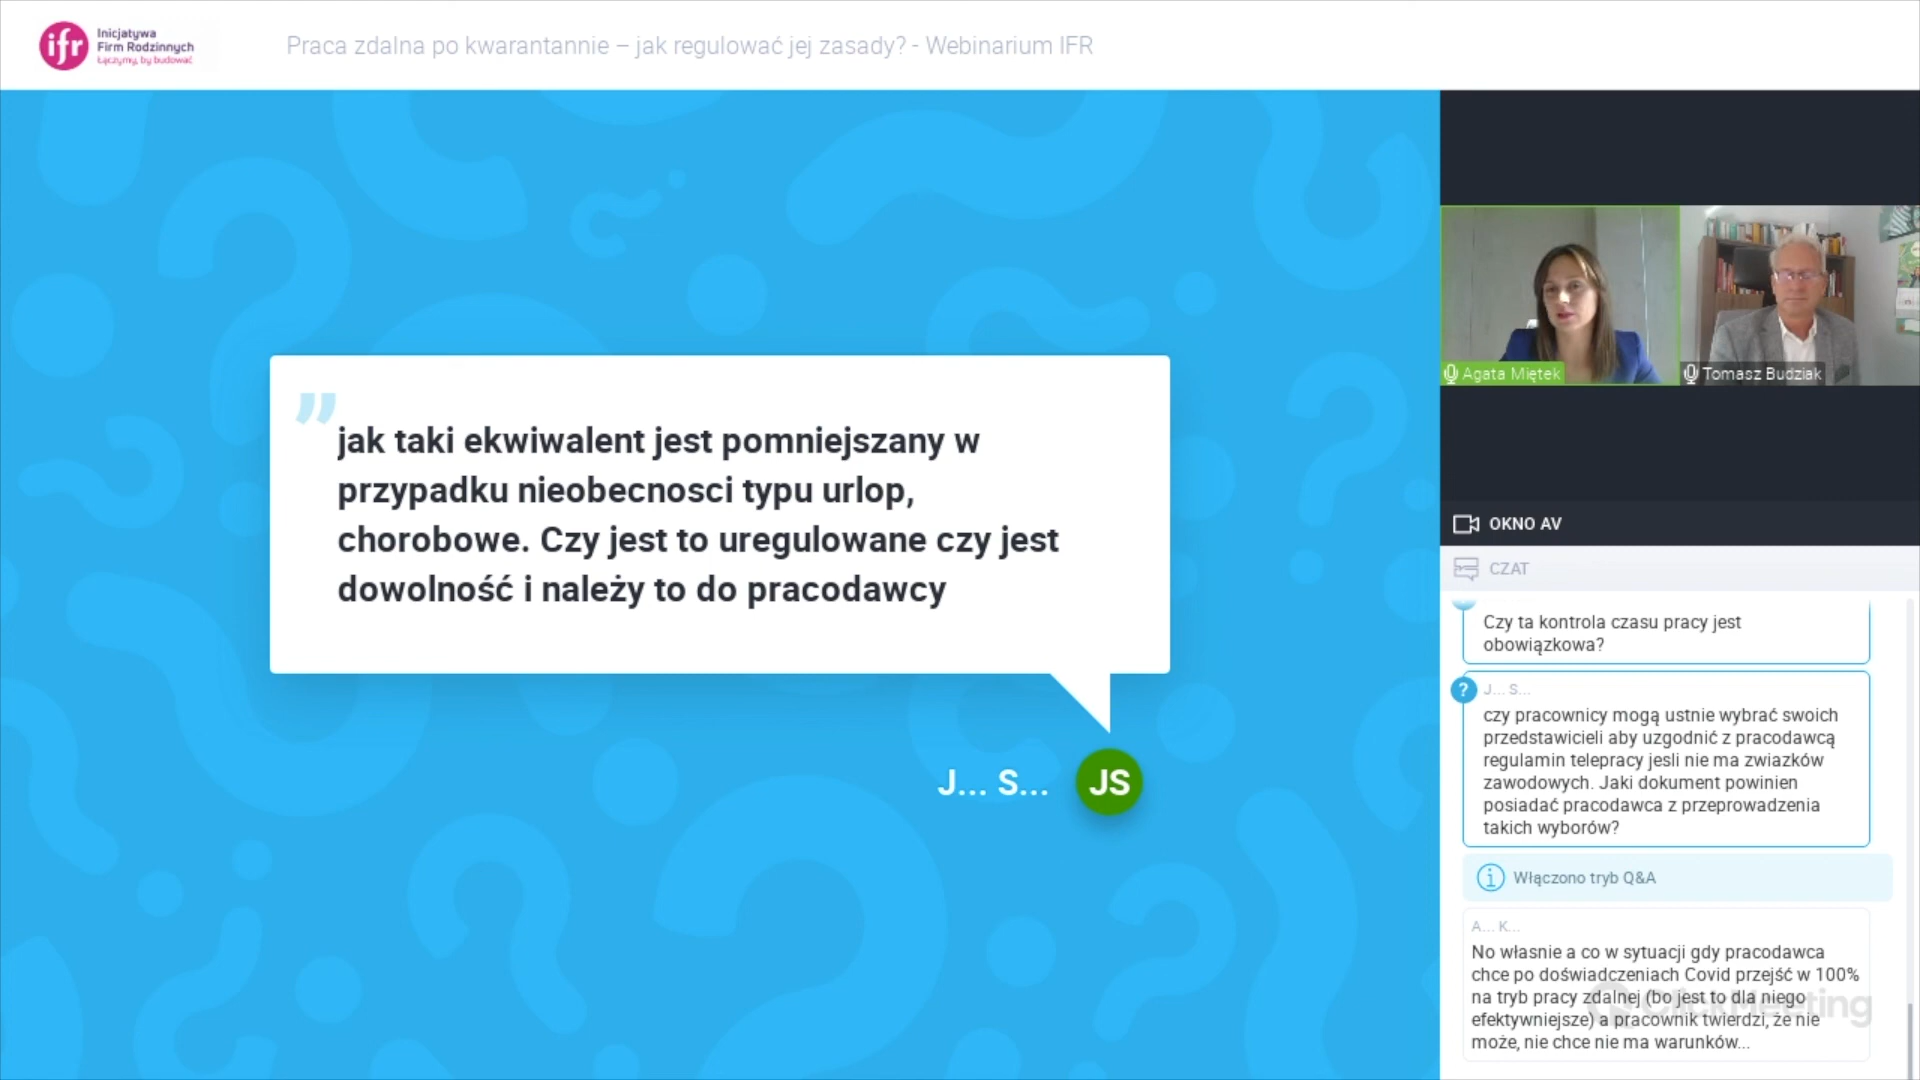 ifr
Inicjatywa
Firm Rodzinnych
Łączymy, by budować
Praca zdalna po kwarantannie – jak regulować jej zasady? - Webinarium IFR
jak taki ekwiwalent jest pomniejszany w
przypadku nieobecnosci typu urlop,
chorobowe. Czy jest to uregulowane czy jest
dowolność i należy to do pracodawcy
J... S...
JS
Agata Miętek
Tomasz Budziak
OKNO AV
CZAT
Czy ta kontrola czasu pracy jest
obowiązkowa?
?
J... S...
czy pracownicy mogą ustnie wybrać swoich
przedstawicieli aby uzgodnić z pracodawcą
regulamin telepracy jesli nie ma zwiazków
zawodowych. Jaki dokument powinien
posiadać pracodawca z przeprowadzenia
takich wyborów?
Włączono tryb Q&A
A... K...
No własnie a co w sytuacji gdy pracodawca
chce po doświadczeniach Covid przejść w 100%
na tryb pracy zdalnej (bo jest to dla niego
efektywniejsze) a pracownik twierdzi, że nie
może, nie chce nie ma warunków...
ClickMeeting